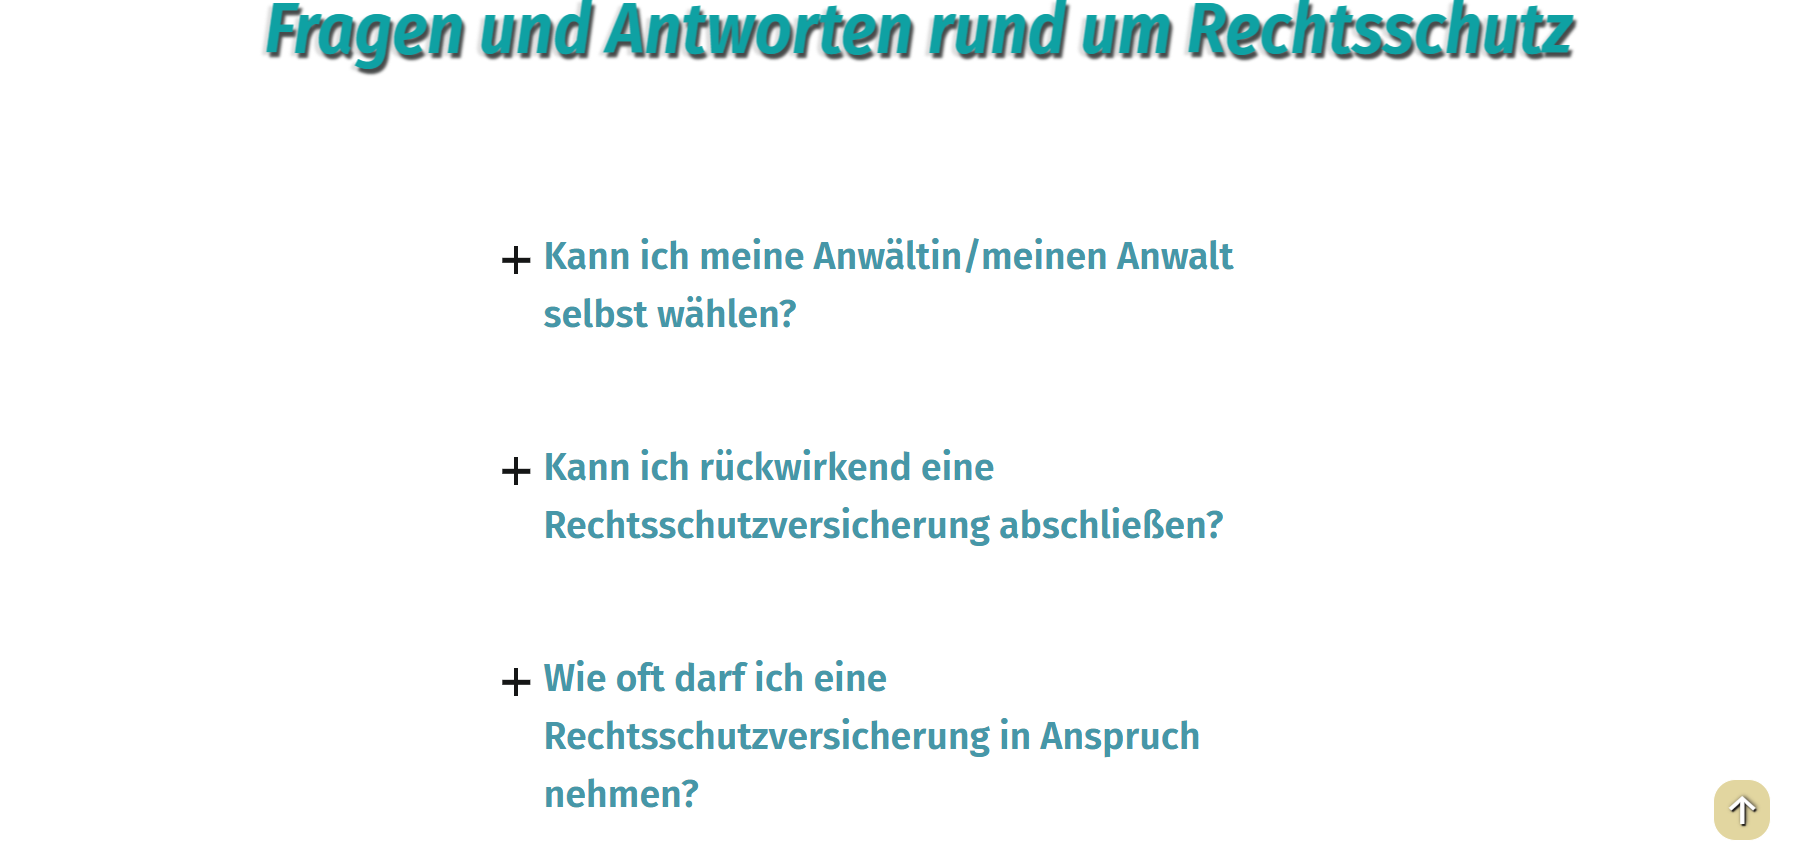 Fragen und Antworten rund um Rechtsschutz
Kann ich meine Anwältin/meinen Anwalt
selbst wählen?
Kann ich rückwirkend eine
Rechtsschutzversicherung abschließen?
Wie oft darf ich eine
Rechtsschutzversicherung in Anspruch
nehmen?